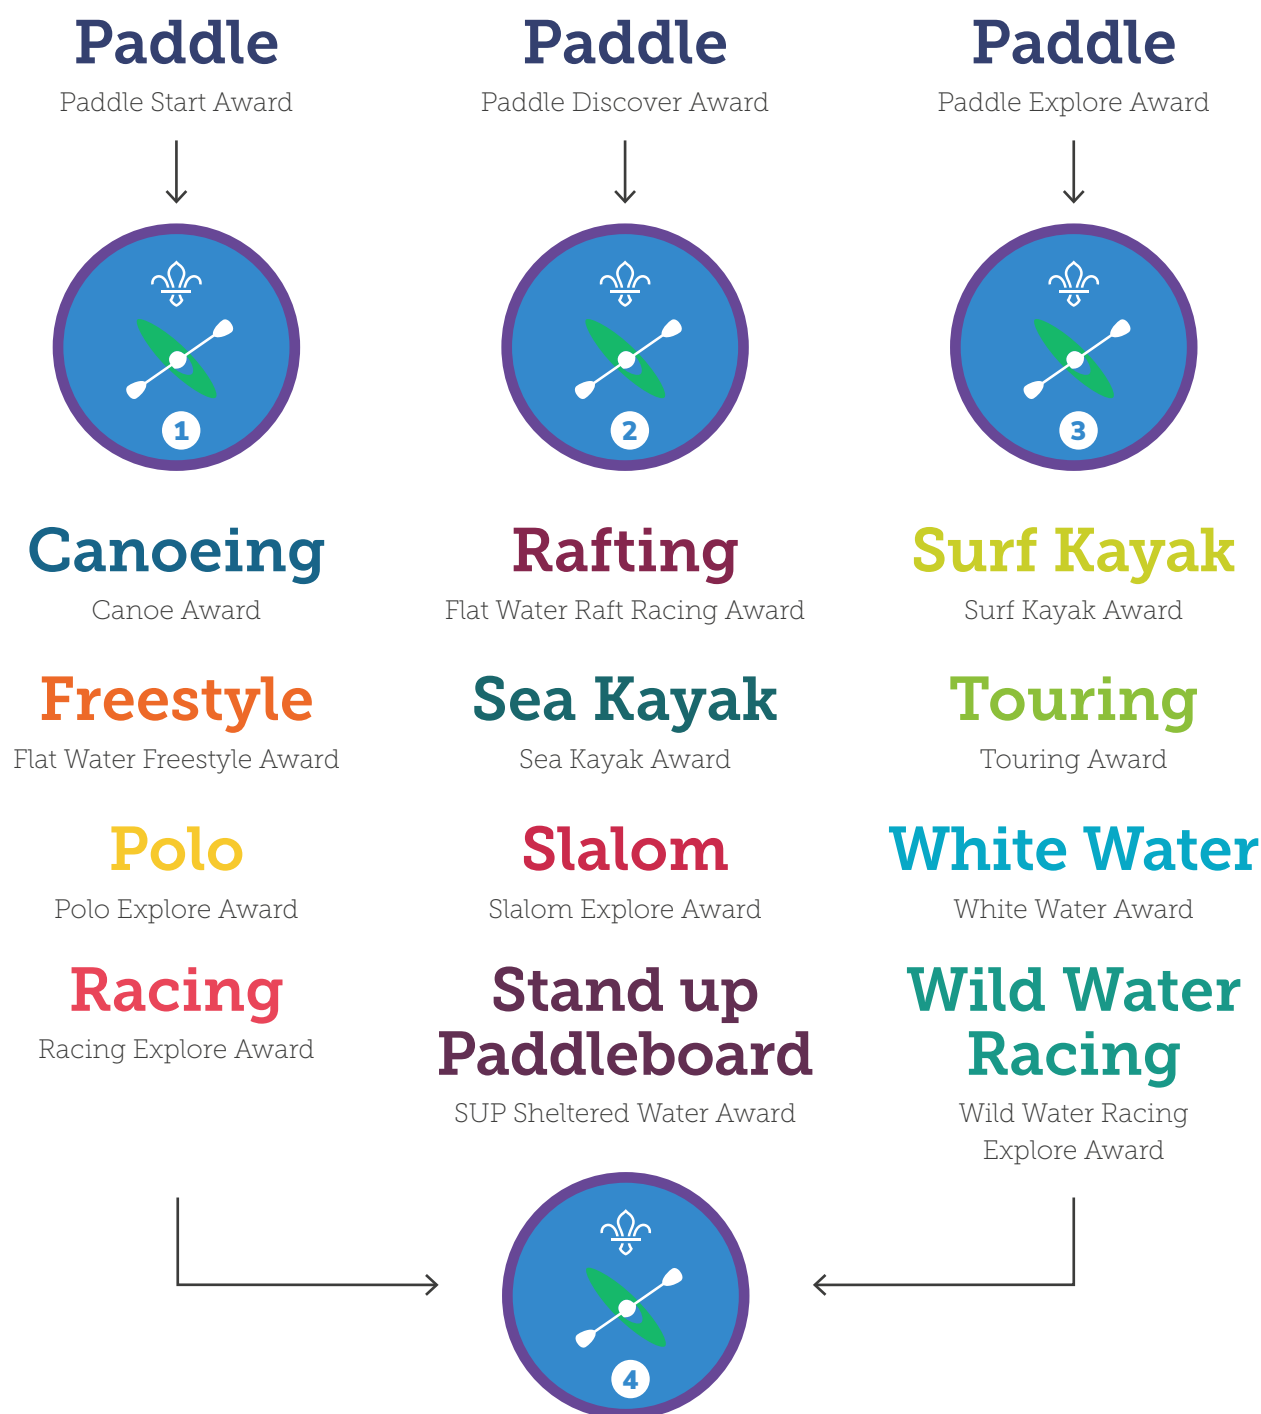 Paddle
Paddle Start Award
Paddle
Paddle Discover Award
Paddle
Paddle Explore Award
1
2
3
Canoeing
Canoe Award
Rafting
Flat Water Raft Racing Award
Surf Kayak
Surf Kayak Award
Freestyle
Flat Water Freestyle Award
Sea Kayak
Sea Kayak Award
Touring
Touring Award
Polo
Polo Explore Award
Slalom
Slalom Explore Award
White Water
White Water Award
Racing
Racing Explore Award
Stand up
Paddleboard
SUP Sheltered Water Award
Wild Water
Racing
Wild Water Racing
Explore Award
4